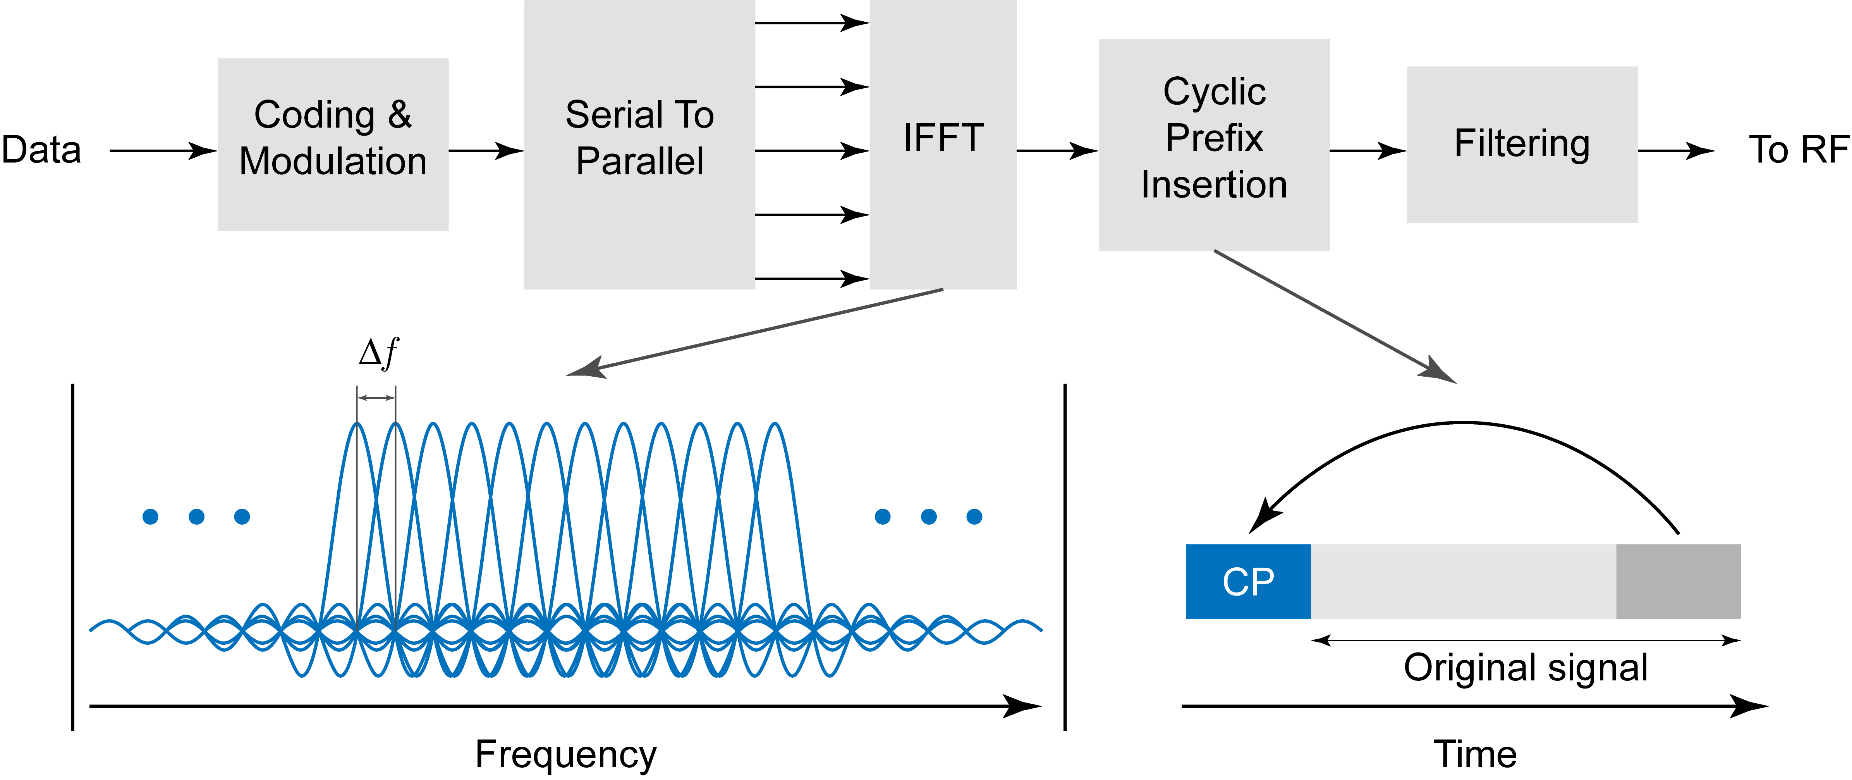 Data
Coding &
Modulation
Serial To
Parallel
IFFT
Cyclic
Prefix
Insertion
Filtering
To RF
Δf
Frequency
CP
Original signal
Time